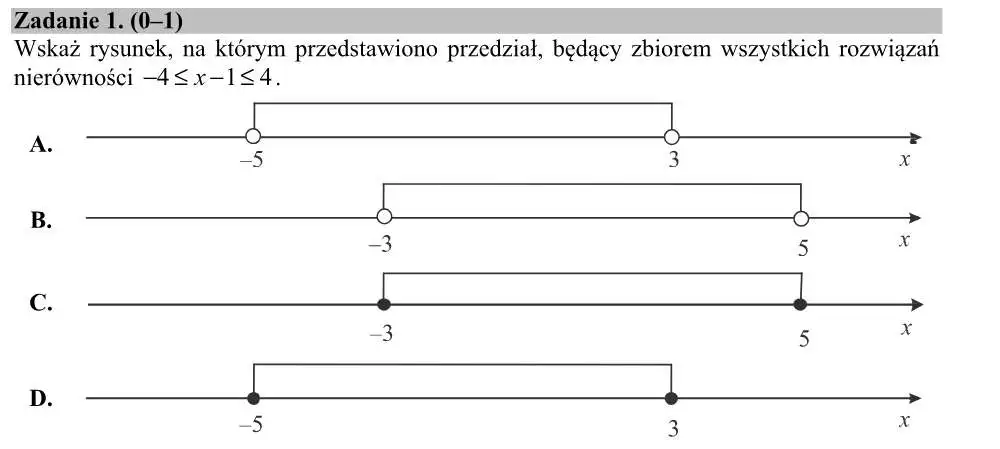 Zadanie 1. (0–1)
Wskaż rysunek, na którym przedstawiono przedział, będący zbiorem wszystkich rozwiązań
nierówności −4 ≤ x − 1 ≤ 4.
A.
–5 3 x
B.
–3 5 x
C.
–3 5 x
D.
–5 3 x